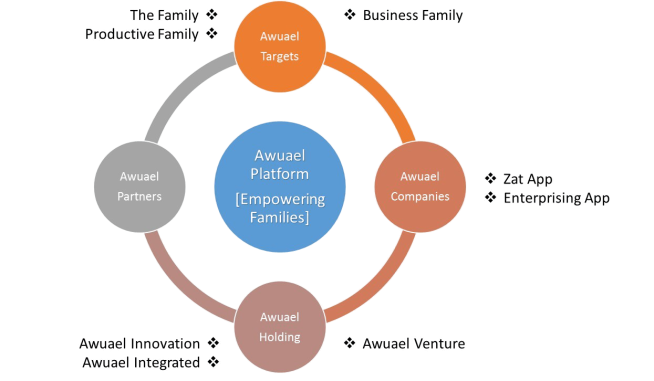 The Family ❖
Productive Family ❖
❖ Business Family
Awuael
Targets
Awuael
Platform
[Empowering
Families]
Awuael
Partners
Awuael
Companies
❖ Zat App
❖ Enterprising App
Awuael
Holding
Awuael Innovation ❖
Awuael Integrated ❖
❖ Awuael Venture